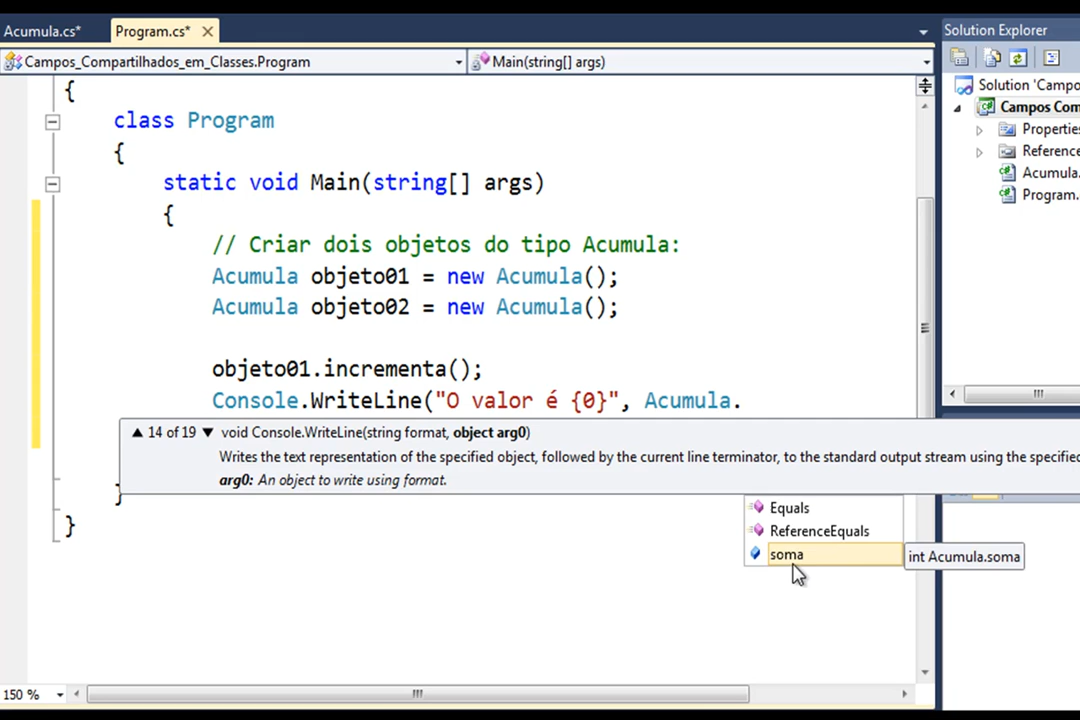 Acumula.cs* Program.cs* Solution Explorer
Campos_Compartilhados_em_Classes.Program Main(string[] args)
Solution 'Campo
{
class Program
Campos Com
Properties
{
Reference
static void Main(string[] args)
Acumula.
{
Program.
// Criar dois objetos do tipo Acumula:
Acumula objeto01 = new Acumula();
Acumula objeto02 = new Acumula();
objeto01.incrementa();
Console.WriteLine("O valor é {0}", Acumula.
▲ 14 of 19 ▼ void Console.WriteLine(string format, object arg0)
Writes the text representation of the specified object, followed by the current line terminator, to the standard output stream using the specified
arg0: An object to write using format.
}
Equals
}
ReferenceEquals
soma int Acumula.soma
150 %